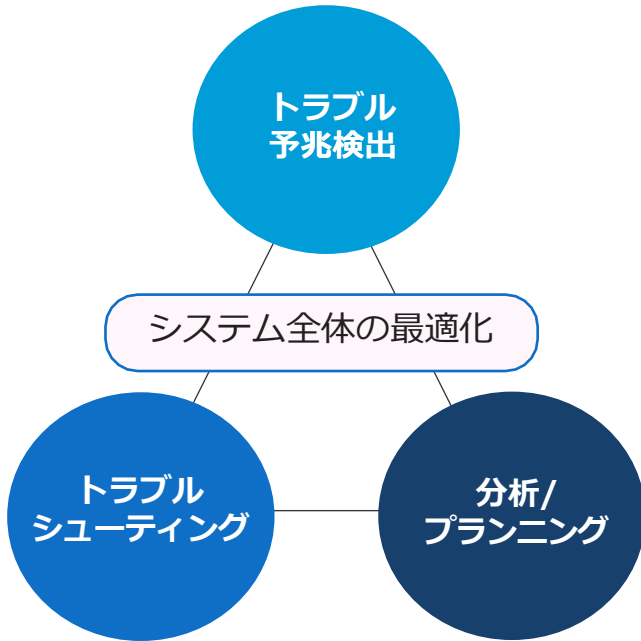 トラブル
予兆検出
システム全体の最適化
トラブル
シューティング
分析/
プランニング